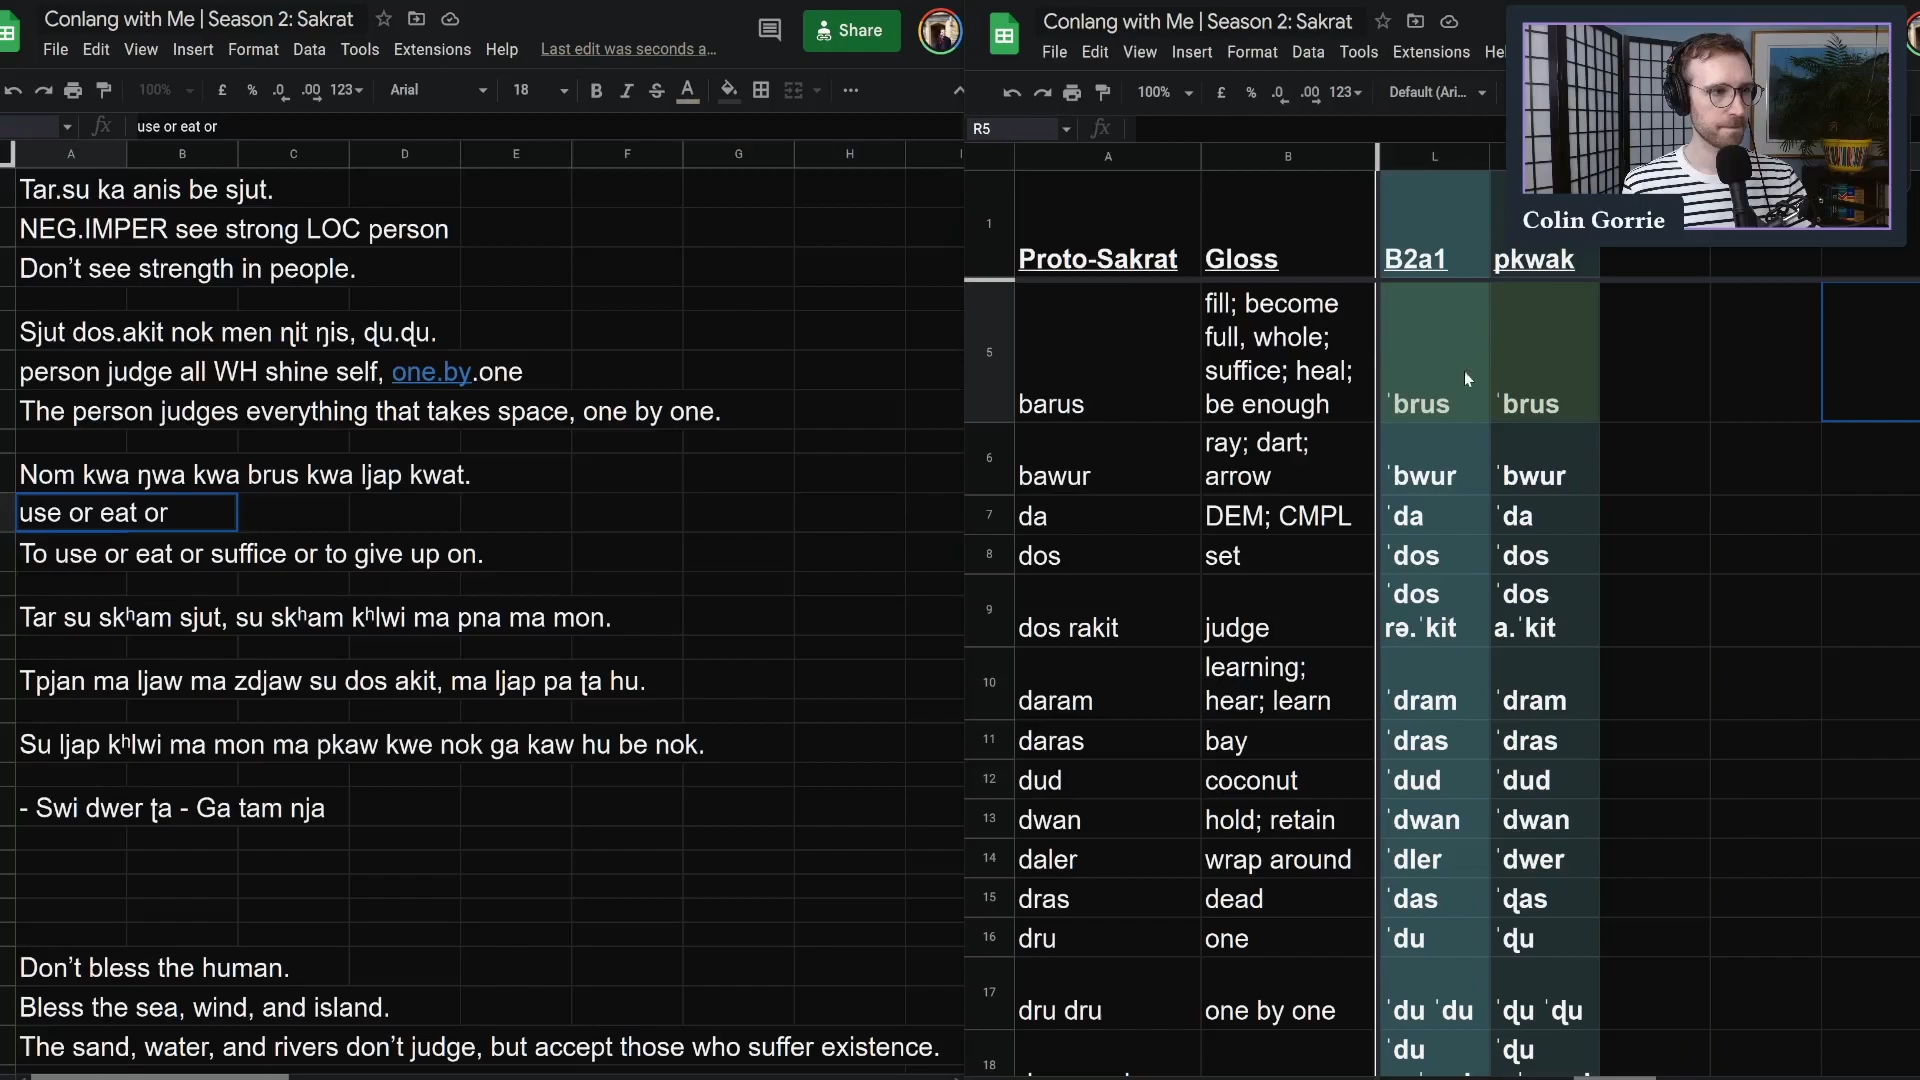 Conlang with Me | Season 2: Sakrat
File Edit View Insert Format Data Tools Extensions Help Last edit was seconds a...
Share
100% £ % .0 .00 123 Arial 18 B I S A
use or eat or
A B C D E F G H
Tar.su ka anis be sjut.
NEG.IMPER see strong LOC person
Don't see strength in people.
Sjut dos.akit nok men ɳit ŋis, ɖu.ɖu.
person judge all WH shine self, one.by.one
The person judges everything that takes space, one by one.
Nom kwa ŋwa kwa brus kwa ljap kwat.
use or eat or
To use or eat or suffice or to give up on.
Tar su skʰam sjut, su skʰam kʰlwi ma pna ma mon.
Tpjan ma ljaw ma zdjaw su dos akit, ma ljap pa ʈa hu.
Su ljap kʰlwi ma mon ma pkaw kwe nok ga kaw hu be nok.
- Swi dwer ʈa - Ga tam nja
Don't bless the human.
Bless the sea, wind, and island.
The sand, water, and rivers don't judge, but accept those who suffer existence.
Conlang with Me | Season 2: Sakrat
File Edit View Insert Format Data Tools Extensions Hel
100% £ % .0 .00 123 Default (Ari...
R5
Colin Gorrie
A B L
1 Proto-Sakrat Gloss B2a1 pkwak
5 barus fill; become full, whole; suffice; heal; be enough ˈbrus ˈbrus
6 bawur ray; dart; arrow ˈbwur ˈbwur
7 da DEM; CMPL ˈda ˈda
8 dos set ˈdos ˈdos
9 dos rakit judge ˈdos rə.ˈkit ˈdos a.ˈkit
10 daram learning; hear; learn ˈdram ˈdram
11 daras bay ˈdras ˈdras
12 dud coconut ˈdud ˈdud
13 dwan hold; retain ˈdwan ˈdwan
14 daler wrap around ˈdler ˈdwer
15 dras dead ˈdas ˈɖas
16 dru one ˈdu ˈɖu
17 dru dru one by one ˈdu ˈdu ˈɖu ˈɖu
18 ˈdu ˈɖu